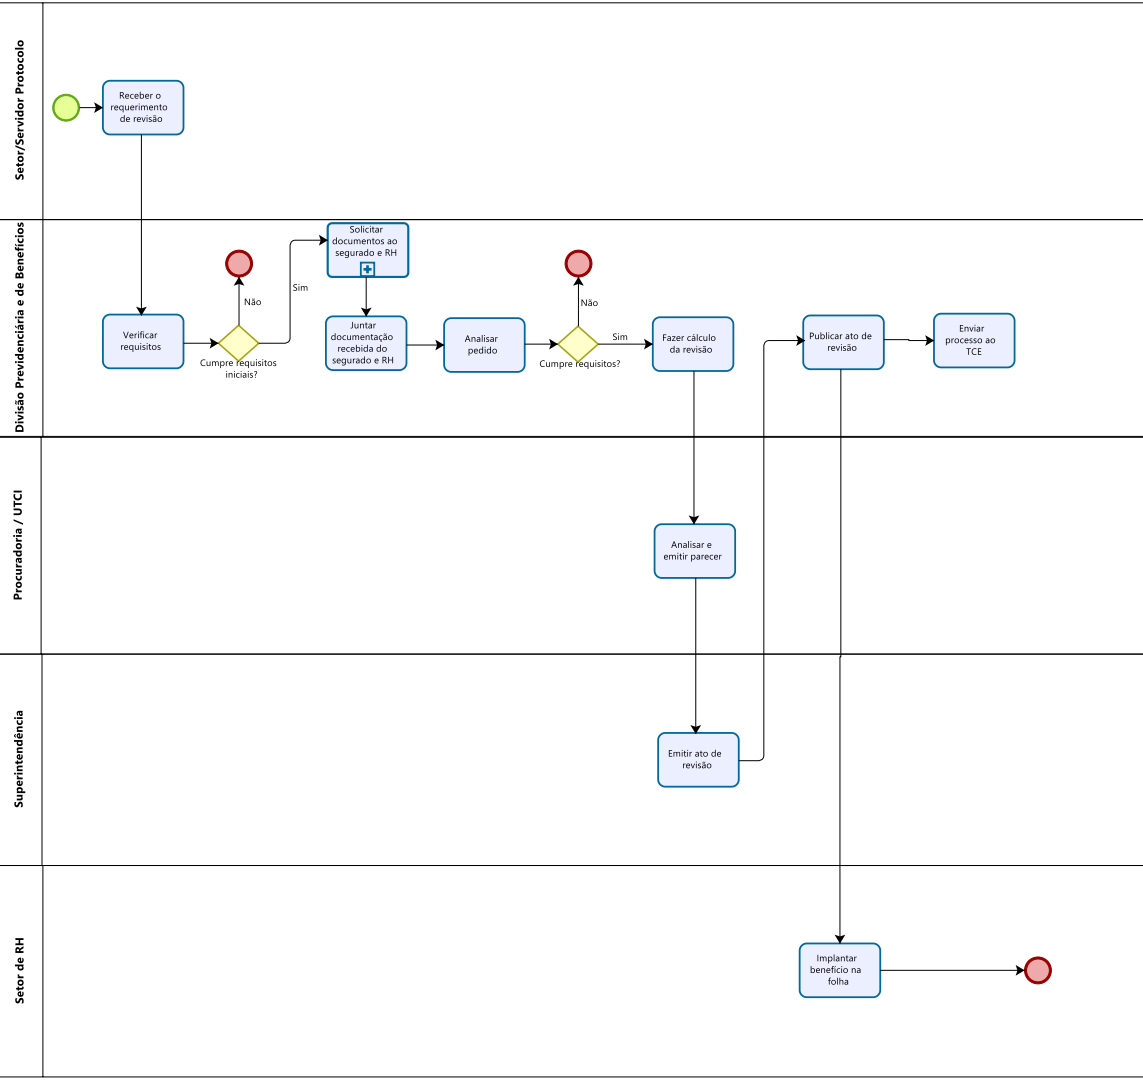 Setor/Servidor Protocolo
Receber o
requerimento
de revisão
Divisão Previdenciária e de Benefícios
Verificar
requisitos
Não
Cumpre requisitos
iniciais?
Sim
Solicitar
documentos ao
segurado e RH
Juntar
documentação
recebida do
segurado e RH
Analisar
pedido
Não
Cumpre requisitos?
Sim
Fazer cálculo
da revisão
Publicar ato de
revisão
Enviar
processo ao
TCE
Procuradoria / UTCI
Analisar e
emitir parecer
Superintendência
Emitir ato de
revisão
Setor de RH
Implantar
benefício na
folha